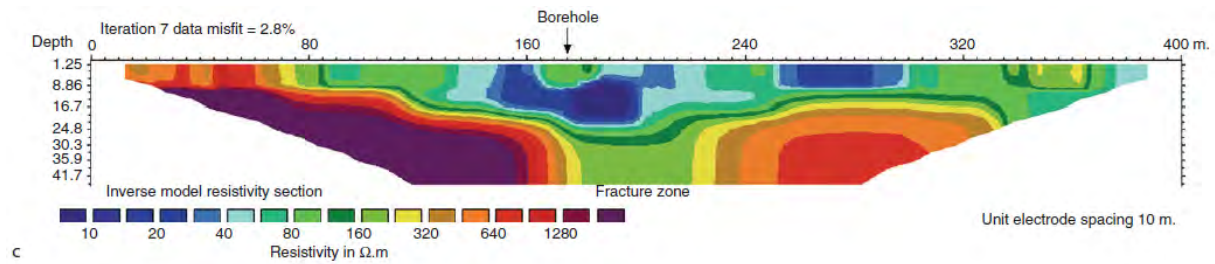 Iteration 7 data misfit = 2.8%
Borehole
Depth 0 80 160 240 320 400 m.
1.25
8.86
16.7
24.8
30.3
35.9
41.7
Inverse model resistivity section
Fracture zone
10 20 40 80 160 320 640 1280
Unit electrode spacing 10 m.
c
Resistivity in Ω.m